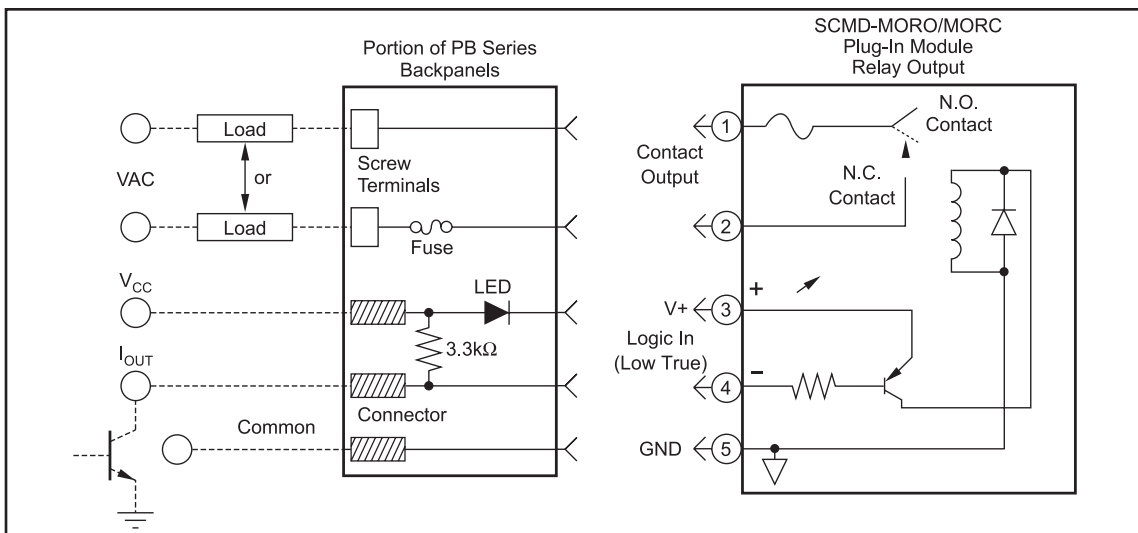 SCMD-MORO/MORC
Plug-In Module
Relay Output
Portion of PB Series
Backpanels
Load
VAC
or
Load
Screw
Terminals
Fuse
VCC
LED
3.3kΩ
IOUT
Connector
Common
Contact
Output
1
N.O.
Contact
N.C.
Contact
2
+
V+
3
Logic In
(Low True)
–
4
GND
5